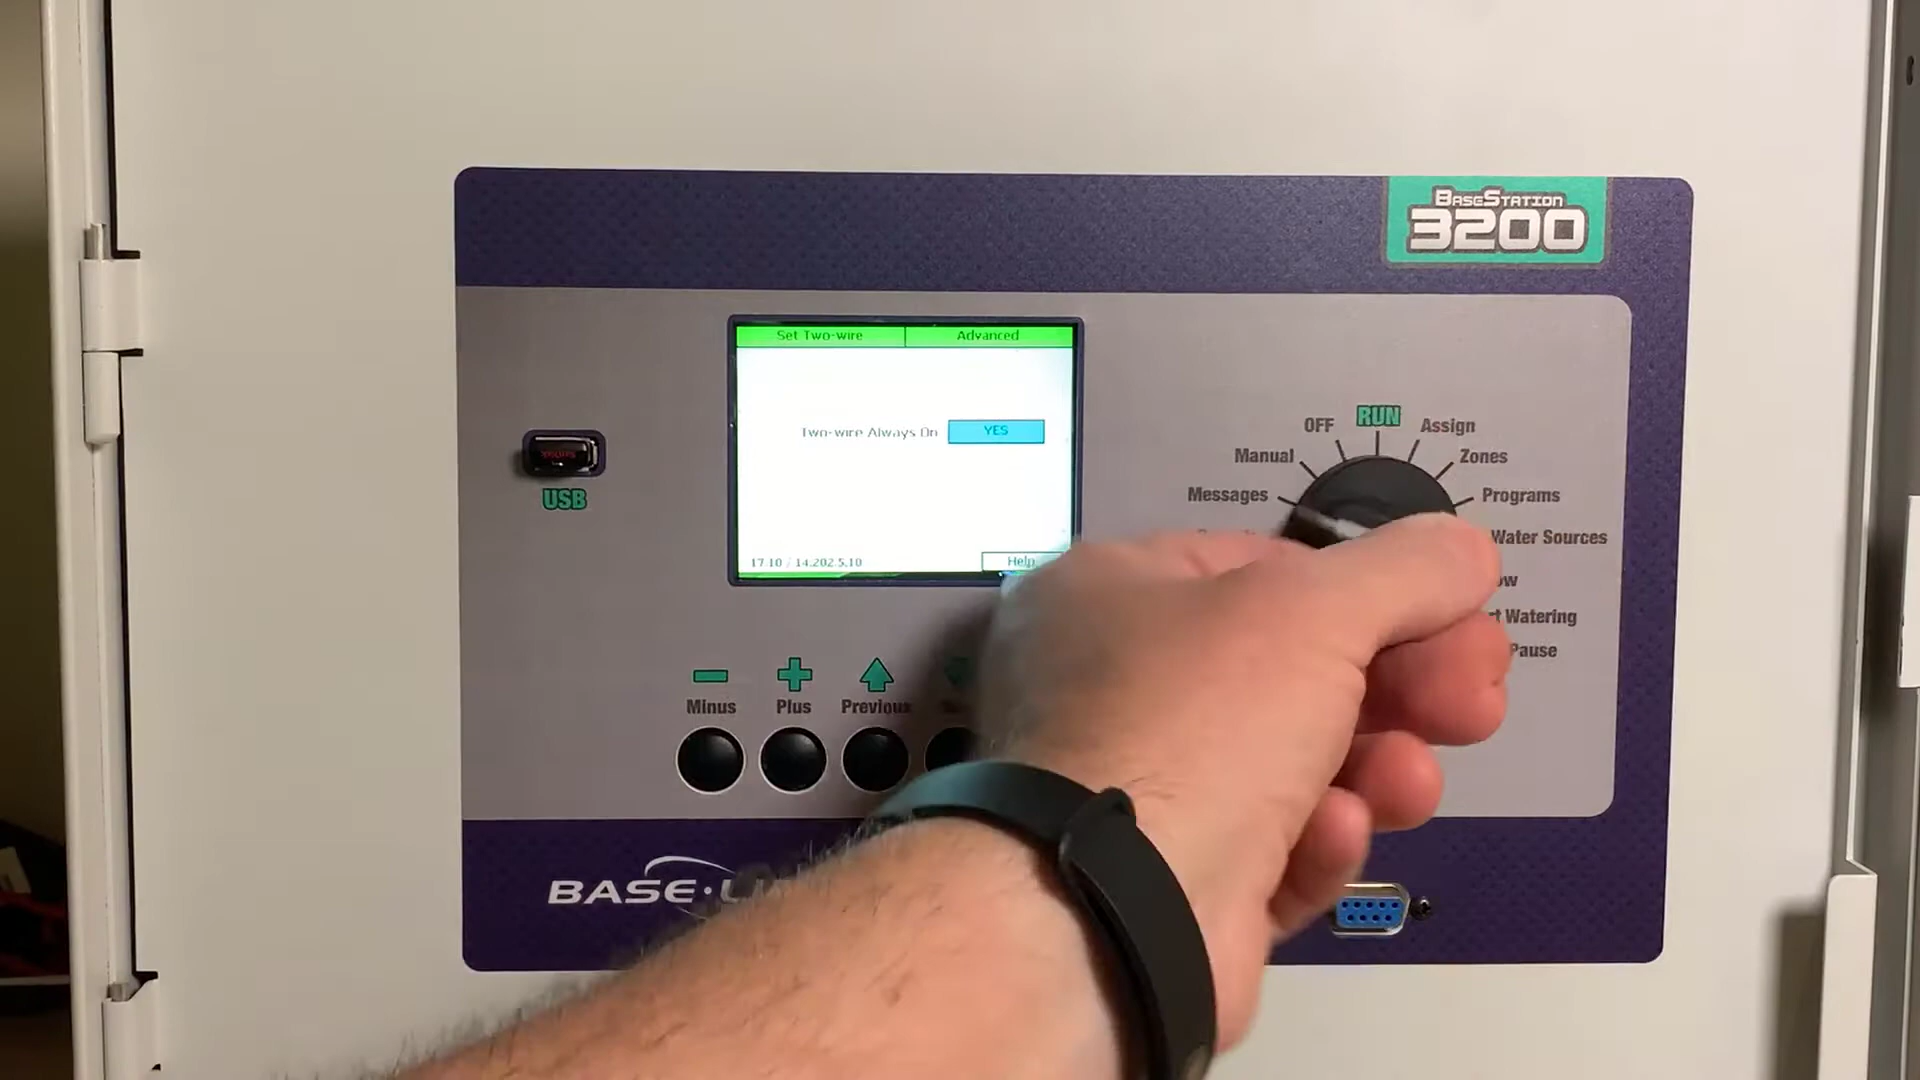 BASESTATION
3200
Set Two-wire
Advanced
Two-wire Always On
YES
17.10 / 14.202.5.10
Help
SanDisk
USB
OFF
RUN
Assign
Manual
Zones
Messages
Programs
Water Sources
Watering
Pause
Minus
Plus
Previous
BASE